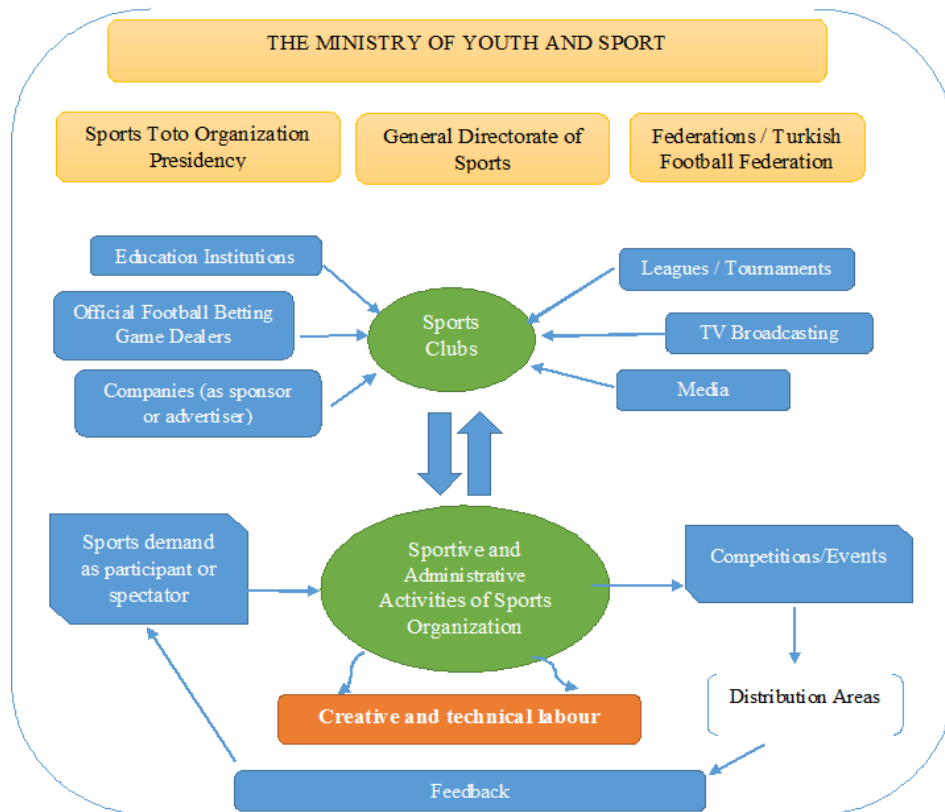 THE MINISTRY OF YOUTH AND SPORT
Sports Toto Organization
Presidency
General Directorate of
Sports
Federations / Turkish
Football Federation
Education Institutions
Official Football Betting
Game Dealers
Companies (as sponsor
or advertiser)
Sports
Clubs
Leagues / Tournaments
TV Broadcasting
Media
Sports demand
as participant or
spectator
Sportive and
Administrative
Activities of Sports
Organization
Competitions/Events
Creative and technical labour
Distribution Areas
Feedback